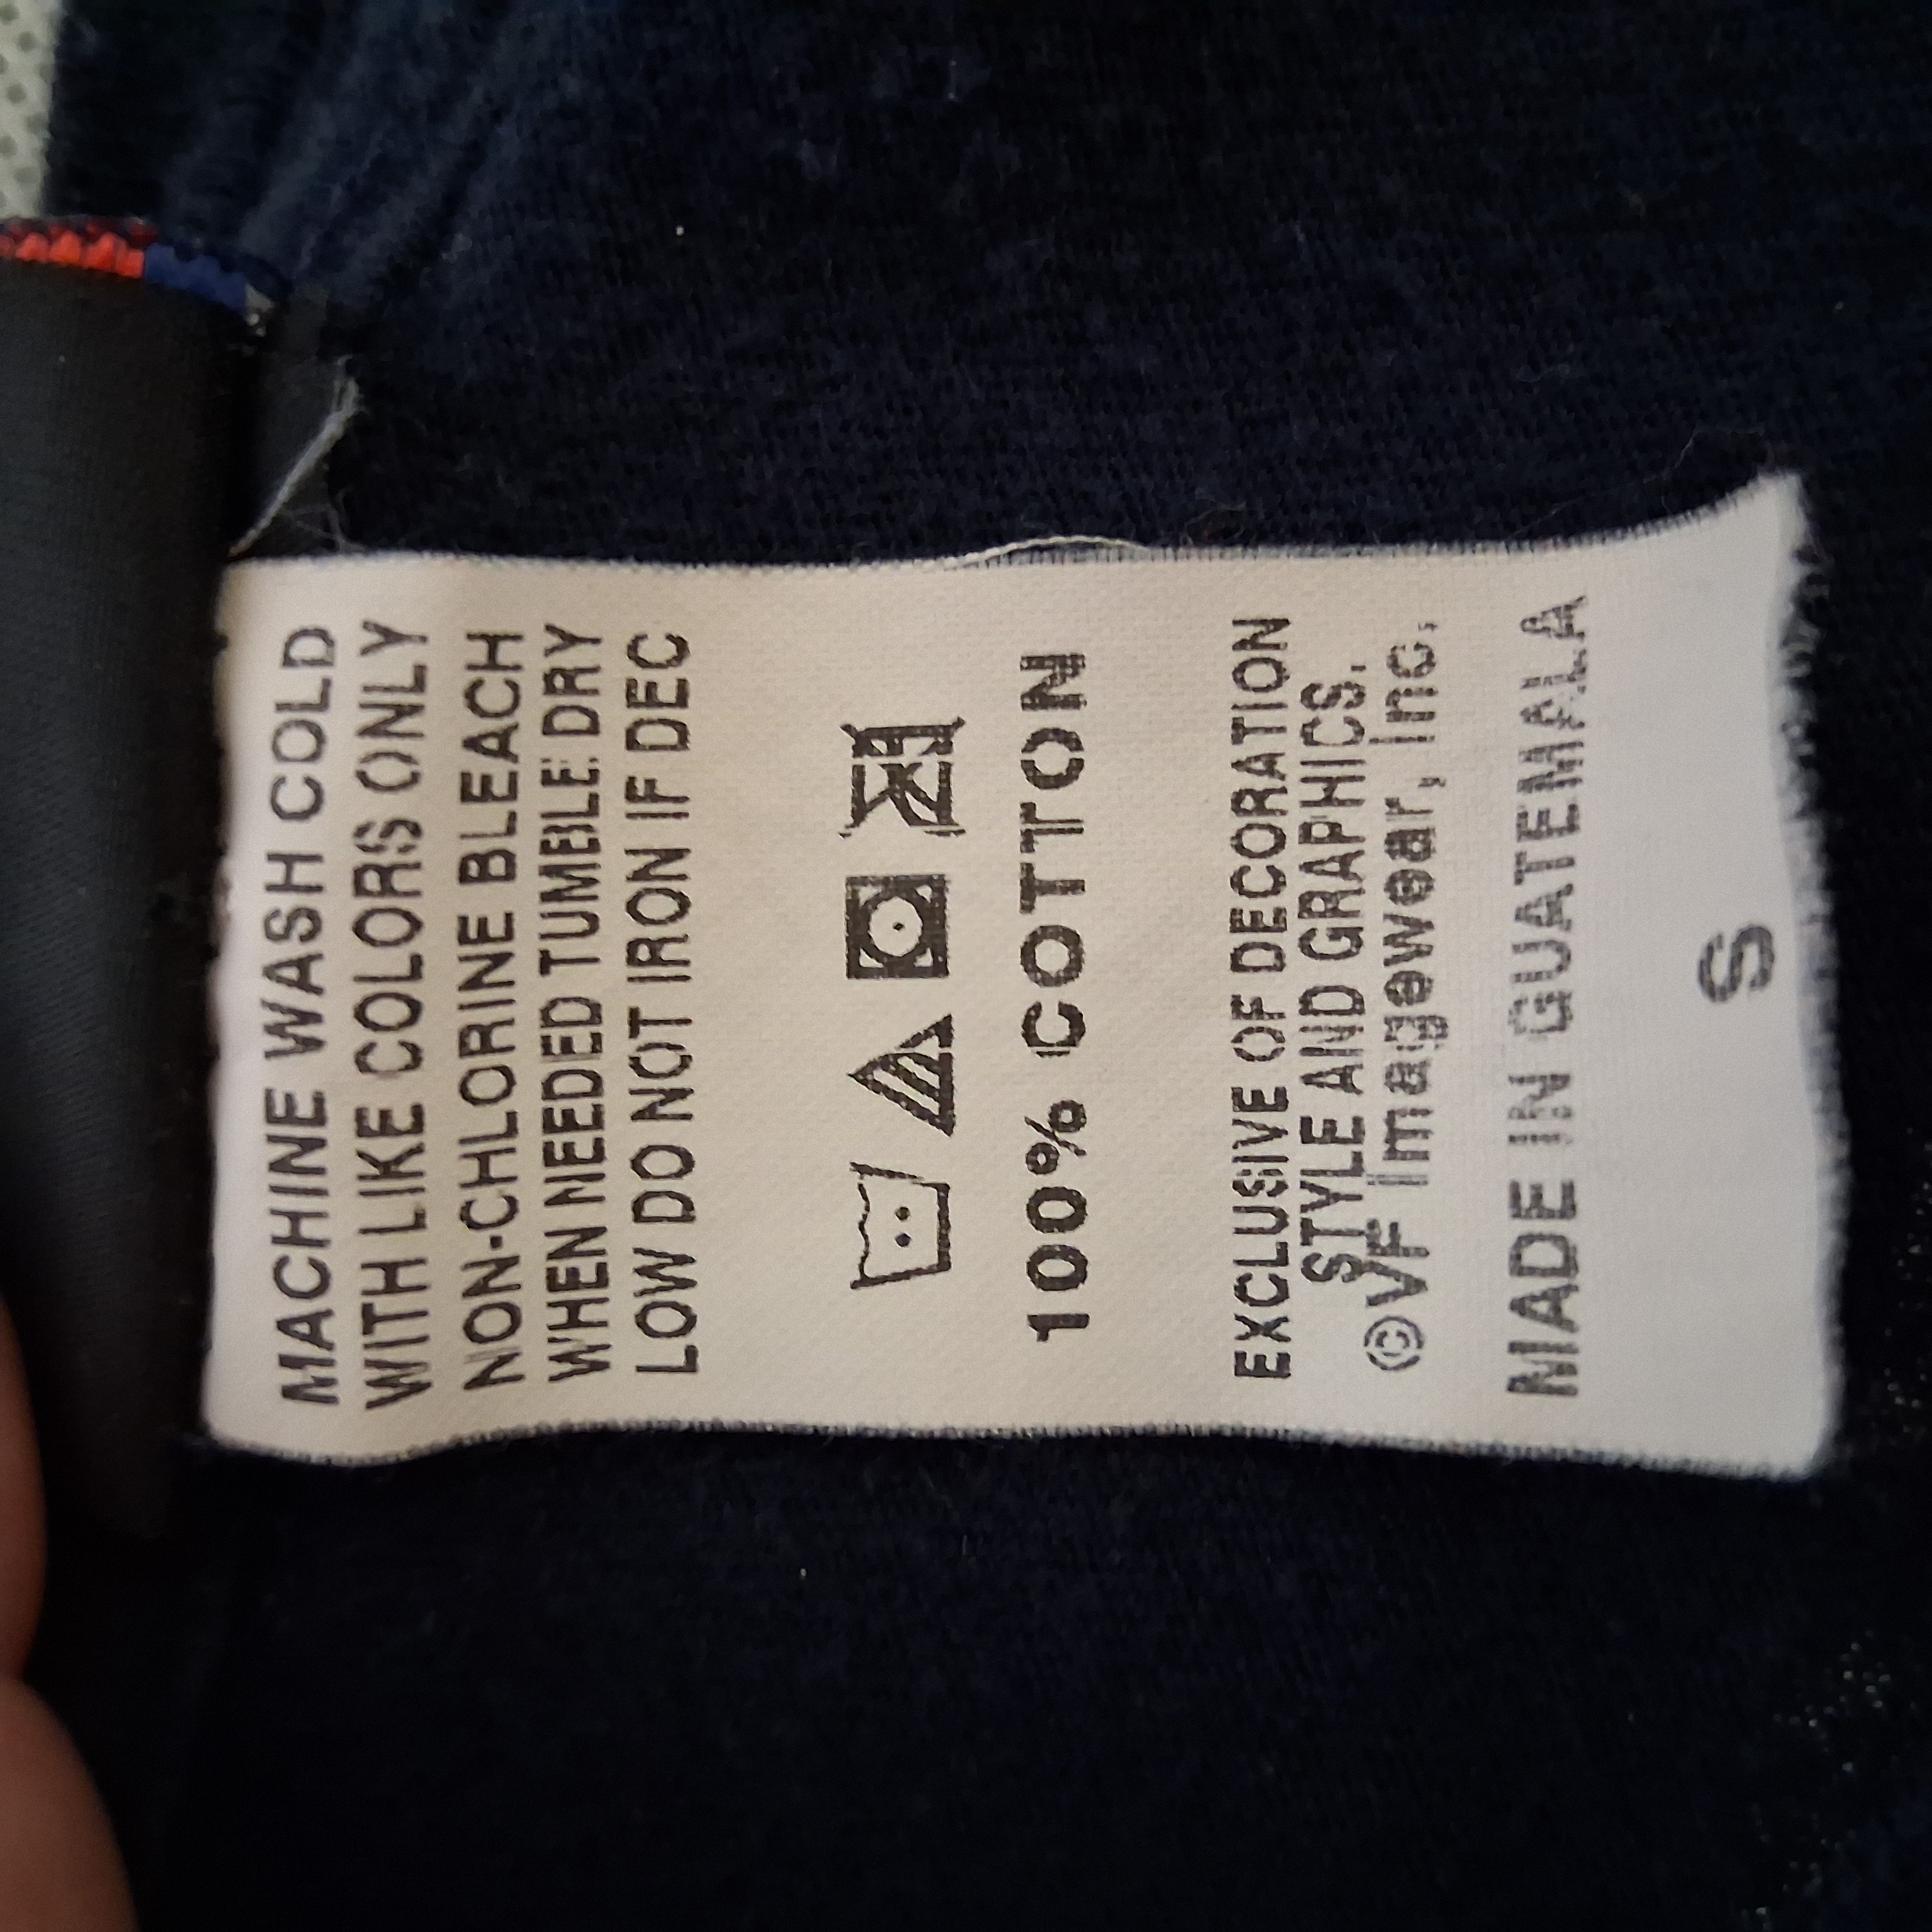 MACHINE WASH COLD
WITH LIKE COLORS ONLY
NON-CHLORINE BLEACH
WHEN NEEDED TUMBLE DRY
LOW DO NOT IRON IF DEC
100% COTTON
EXCLUSIVE OF DECORATION
STYLE AND GRAPHICS.
©VF Imagewear, Inc.
MADE IN GUATEMALA
S